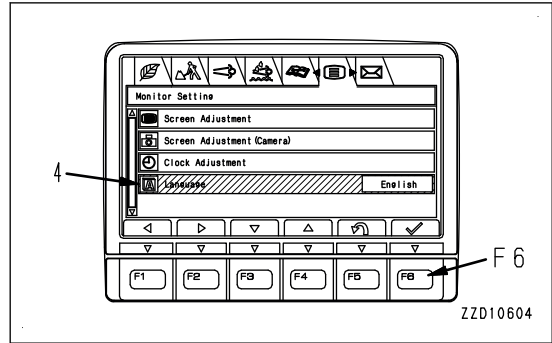 Monitor Setting
Screen Adjustment
Screen Adjustment (Camera)
Clock Adjustment
4
Language English
F1 F2 F3 F4 F5 F6
F6
ZZD10604